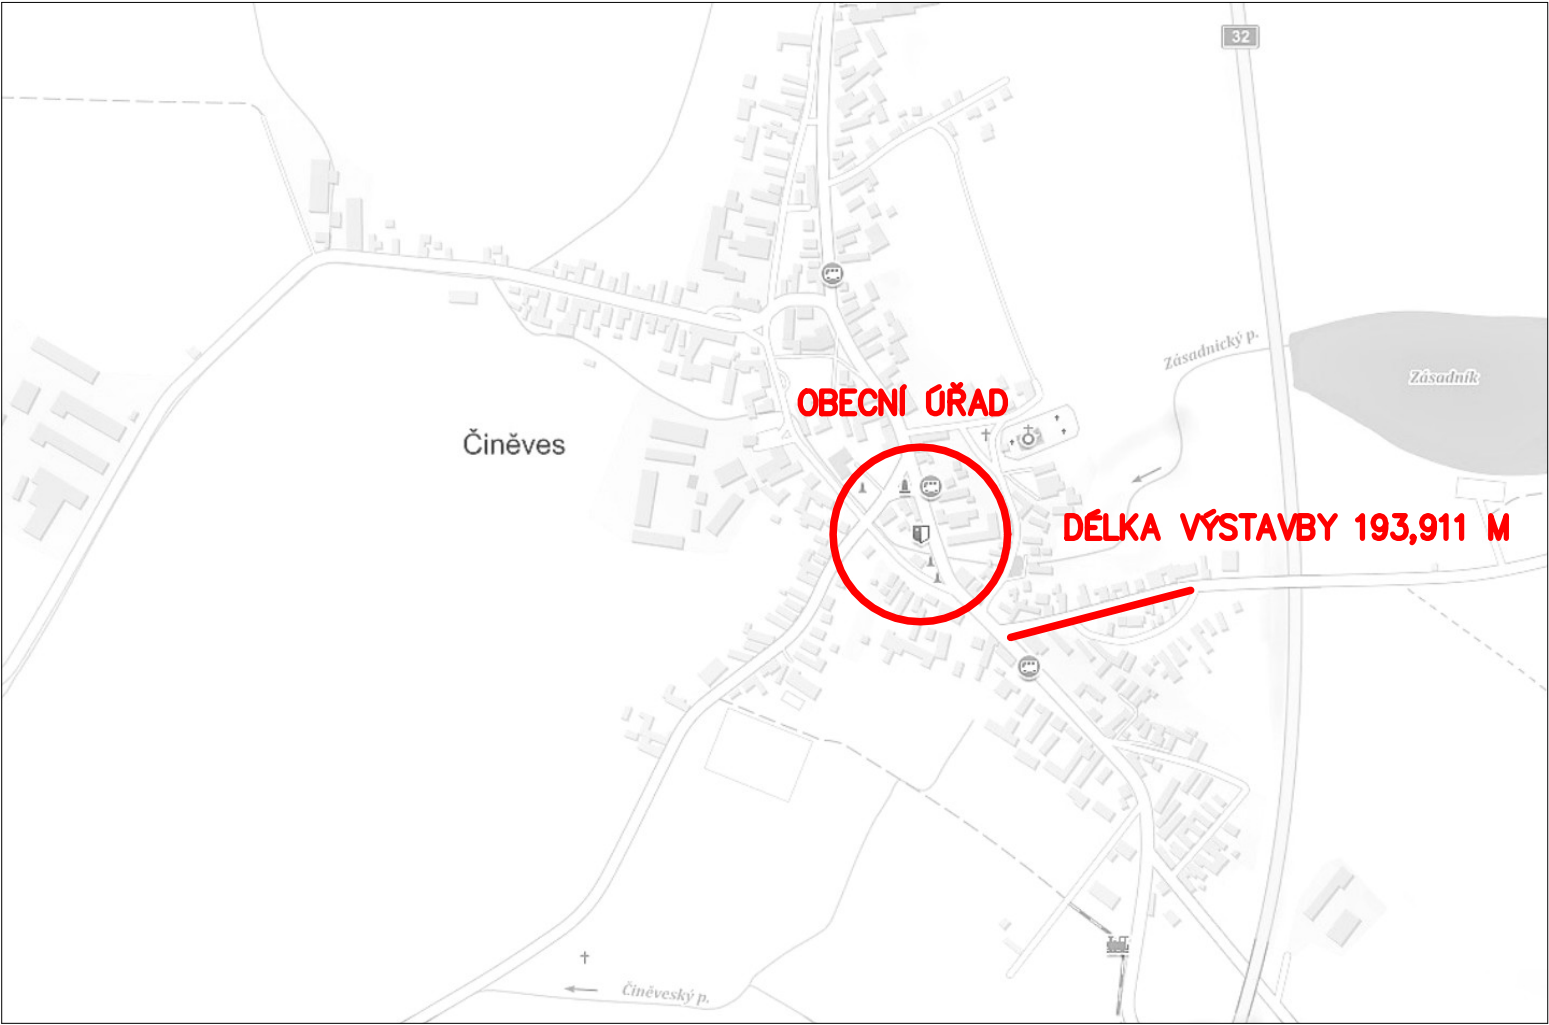 32
Zásadnický p.
Zásadník
OBECNÍ ÚŘAD
Činěves
DÉLKA VÝSTAVBY 193,911 M
Činěveský p.